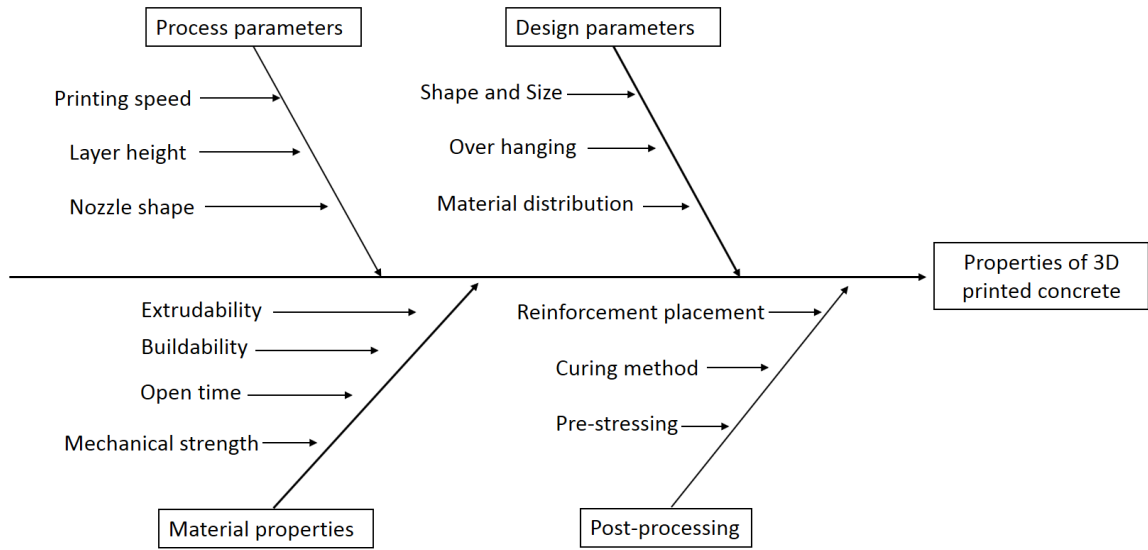 Process parameters
Printing speed
Layer height
Nozzle shape
Design parameters
Shape and Size
Over hanging
Material distribution
Properties of 3D
printed concrete
Extrudability
Buildability
Open time
Mechanical strength
Material properties
Reinforcement placement
Curing method
Pre-stressing
Post-processing